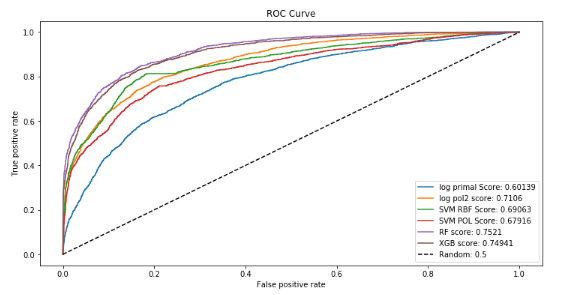 ROC Curve
True positive rate
1.0
0.8
0.6
0.4
0.2
0.0
log primal Score: 0.60139
log pol2 score: 0.7106
SVM RBF Score: 0.69063
SVM POL Score: 0.67916
RF score: 0.7521
XGB score: 0.74941
Random: 0.5
0.0 0.2 0.4 0.6 0.8 1.0
False positive rate